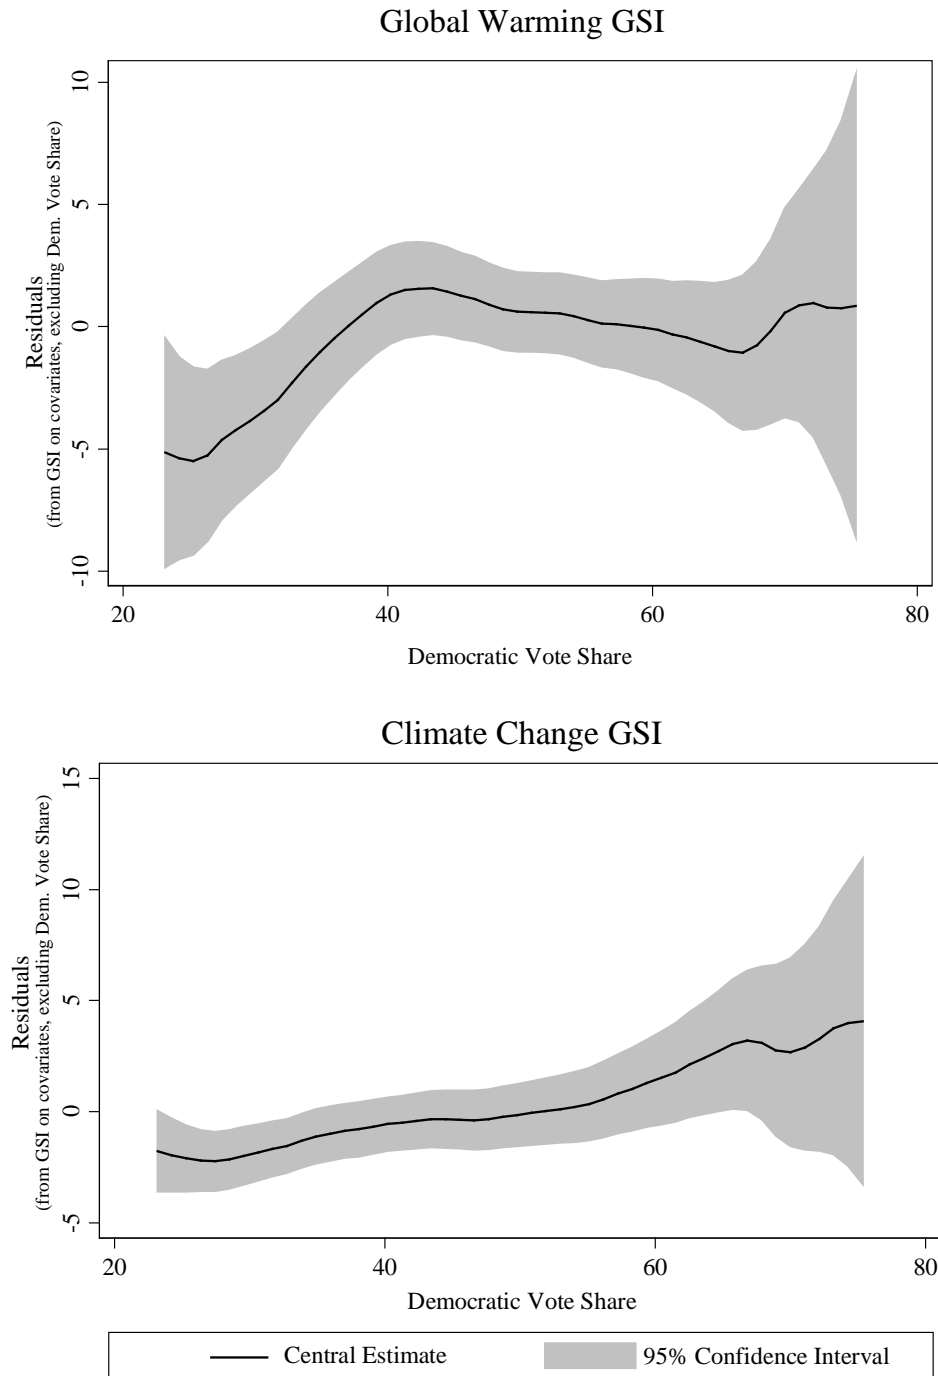 Global Warming GSI
Residuals
(from GSI on covariates, excluding Dem. Vote Share)
10
5
0
-5
-10
20
40
60
80
Democratic Vote Share
Climate Change GSI
Residuals
(from GSI on covariates, excluding Dem. Vote Share)
15
10
5
0
-5
20
40
60
80
Democratic Vote Share
Central Estimate
95% Confidence Interval